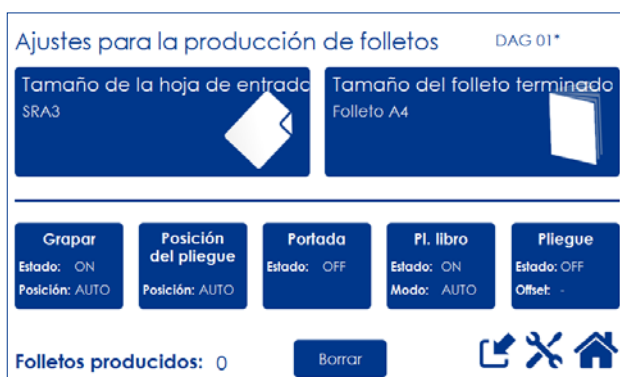 Ajustes para la producción de folletos DAG 01*
Tamaño de la hoja de entrada Tamaño del folleto terminado
SRA3 Folleto A4
Grapar Posición del pliegue Portada Pl. libro Pliegue
Estado: ON Estado: OFF Estado: ON Estado: OFF
Posición: AUTO Posición: AUTO Modo: AUTO Offset: -
Folletos producidos: 0 Borrar